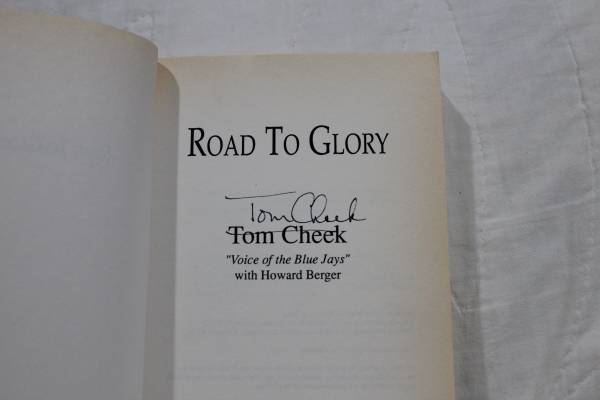 ROAD TO GLORY
Tom Cheek
Tom Cheek
"Voice of the Blue Jays"
with Howard Berger